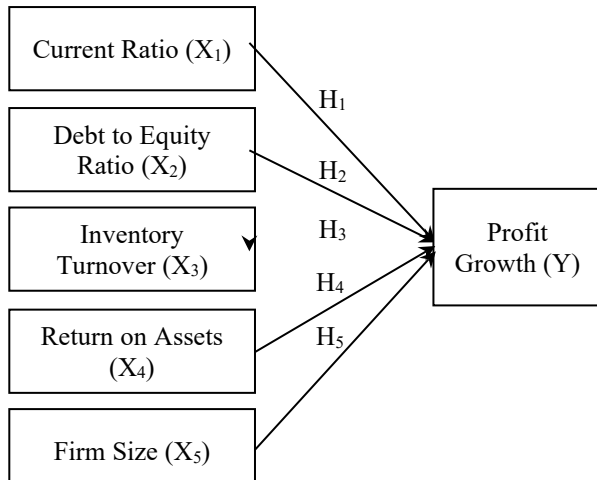 Current Ratio (X₁)
H₁
Debt to Equity
Ratio (X₂)
H₂
Inventory
Turnover (X₃)
H₃
Profit
Growth (Y)
H₄
Return on Assets
(X₄)
H₅
Firm Size (X₅)